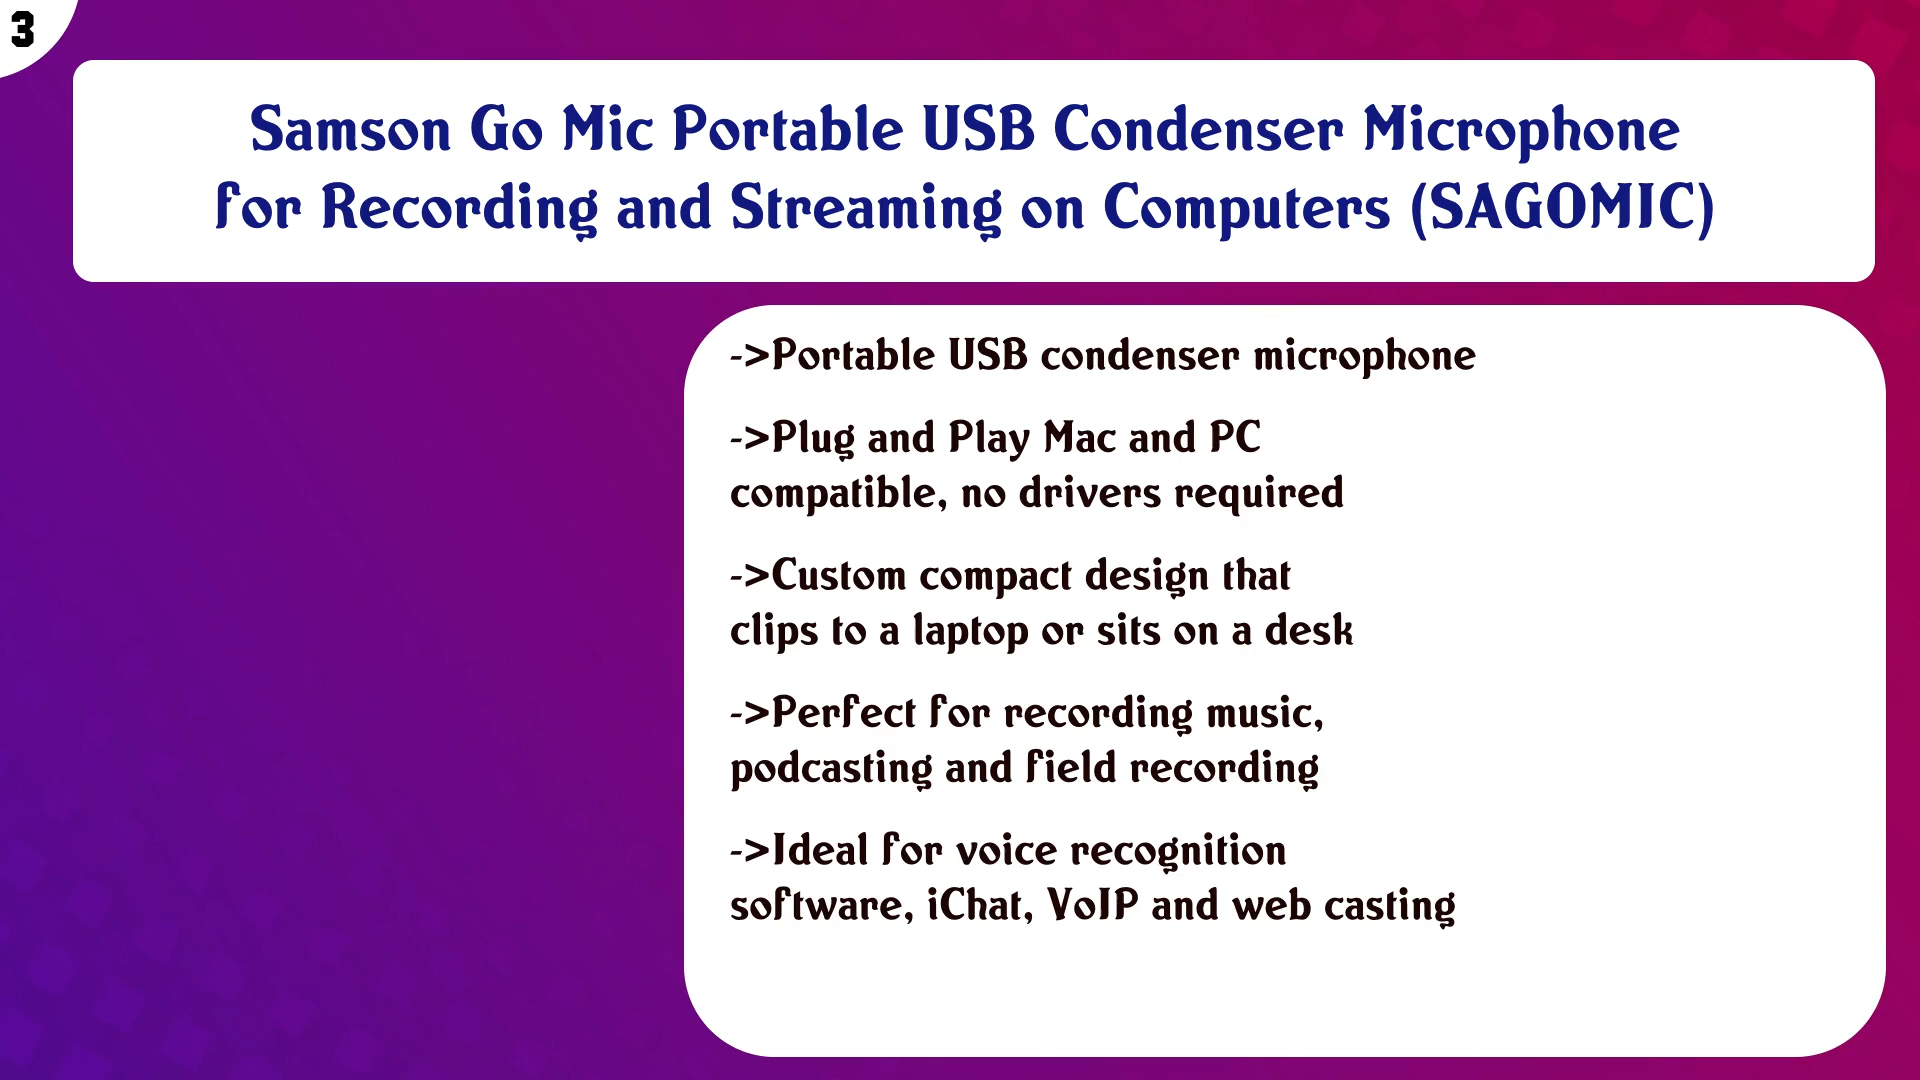 3
Samson Go Mic Portable USB Condenser Microphone
for Recording and Streaming on Computers (SAGOMIC)
->Portable USB condenser microphone
->Plug and Play Mac and PC
compatible, no drivers required
->Custom compact design that
clips to a laptop or sits on a desk
->Perfect for recording music,
podcasting and field recording
->Ideal for voice recognition
software, iChat, VoIP and web casting